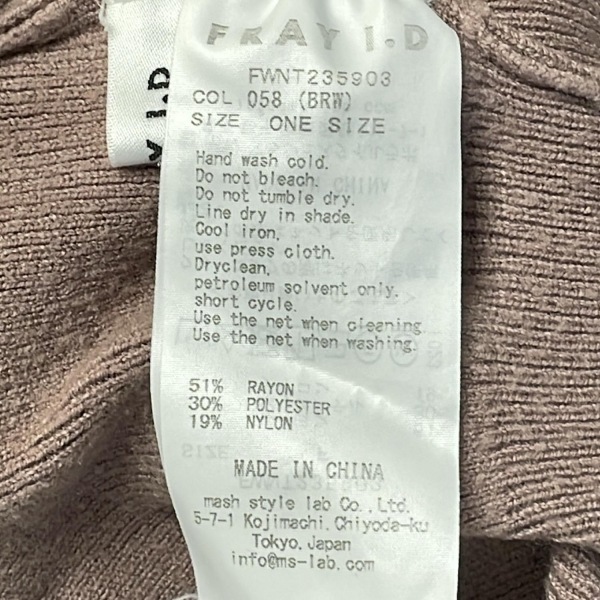 FRAY I.D
FWNT235903
COL 058 (BRW)
SIZE ONE SIZE
Hand wash cold.
Do not bleach.
Do not tumble dry.
Line dry in shade.
Cool iron.
use press cloth.
Dryclean.
petroleum solvent only.
short cycle.
Use the net when cleaning.
Use the net when washing.
51% RAYON
30% POLYESTER
19% NYLON
MADE IN CHINA
mash style lab Co.,Ltd.
5-7-1 Kojimachi.Chiyoda-ku
Tokyo.Japan
info@ms-lab.com
Y I.D